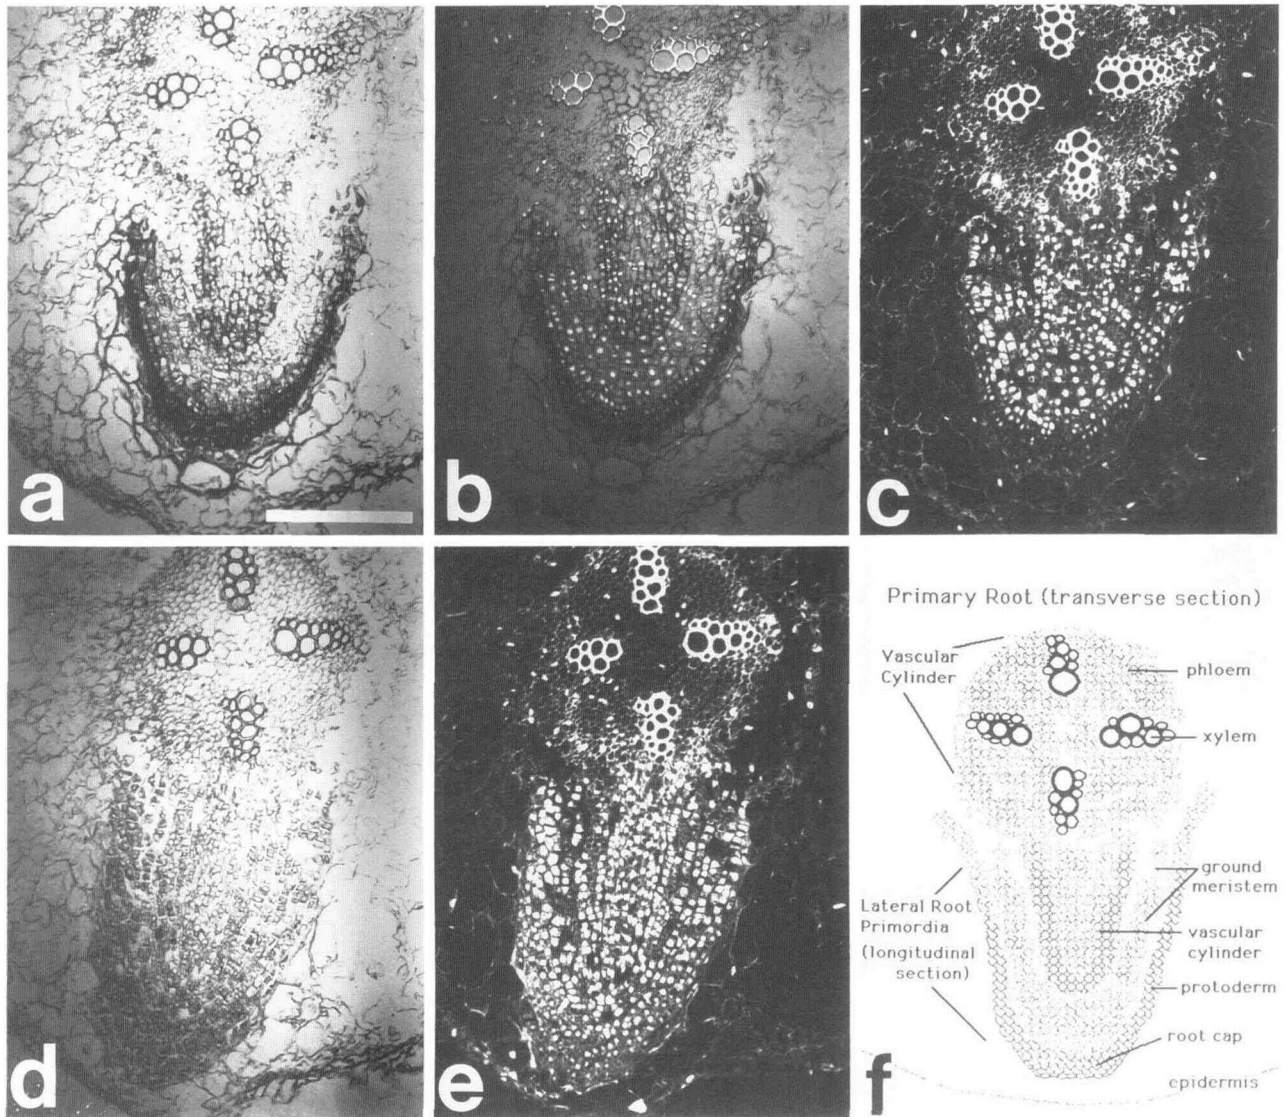 a
b
c
d
e
f
Primary Root (transverse section)
Vascular
Cylinder
phloem
xylem
ground
meristem
Lateral Root
Primordia
(longitudinal
section)
vascular
cylinder
protoderm
root cap
epidermis